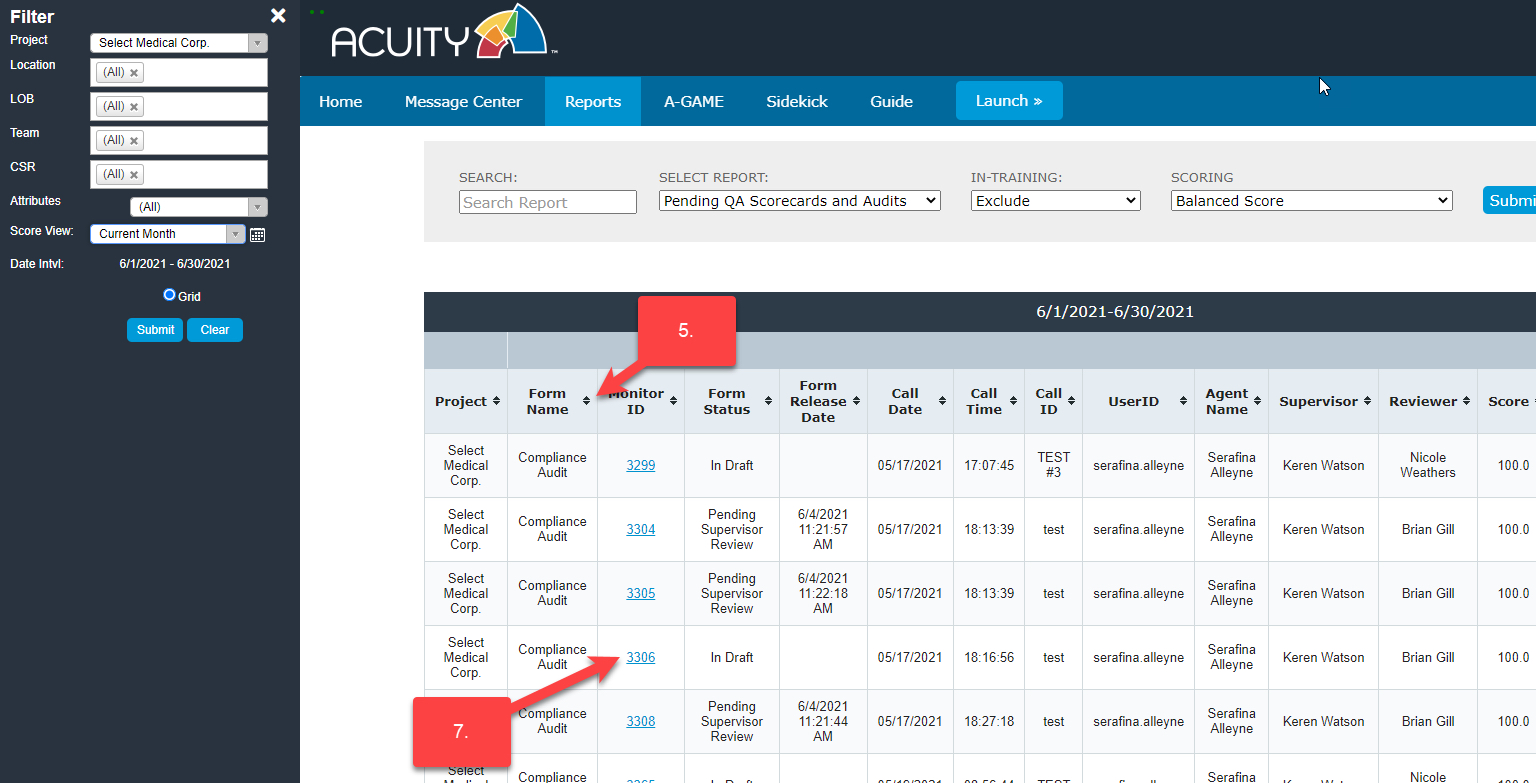 Filter
Project
Select Medical Corp.
Location
(All)
LOB
(All)
Team
(All)
CSR
(All)
Attributes
(All)
Score View:
Current Month
Date Intvl:
6/1/2021 - 6/30/2021
Grid
Submit
Clear
ACUITY
™
Home
Message Center
Reports
A-GAME
Sidekick
Guide
Launch »
SEARCH:
Search Report
SELECT REPORT:
Pending QA Scorecards and Audits
IN-TRAINING:
Exclude
SCORING
Balanced Score
Submi
6/1/2021-6/30/2021
5.
Project
Form
Name
Monitor
ID
Form
Status
Form
Release
Date
Call
Date
Call
Time
Call
ID
UserID
Agent
Name
Supervisor
Reviewer
Score
Select
Medical
Corp.
Compliance
Audit
3299
In Draft
05/17/2021
17:07:45
TEST
#3
serafina.alleyne
Serafina
Alleyne
Keren Watson
Nicole
Weathers
100.0
Select
Medical
Corp.
Compliance
Audit
3304
Pending
Supervisor
Review
6/4/2021
11:21:57
AM
05/17/2021
18:13:39
test
serafina.alleyne
Serafina
Alleyne
Keren Watson
Brian Gill
100.0
Select
Medical
Corp.
Compliance
Audit
3305
Pending
Supervisor
Review
6/4/2021
11:22:18
AM
05/17/2021
18:13:39
test
serafina.alleyne
Serafina
Alleyne
Keren Watson
Brian Gill
100.0
Select
Medical
Corp.
Compliance
Audit
3306
In Draft
05/17/2021
18:16:56
test
serafina.alleyne
Serafina
Alleyne
Keren Watson
Brian Gill
100.0
7.
Compliance
Audit
3308
Pending
Supervisor
Review
6/4/2021
11:21:44
AM
05/17/2021
18:27:18
test
serafina.alleyne
Serafina
Alleyne
Keren Watson
Brian Gill
100.0
Select
Compliance
In Draft
TEST
Serafina
Nicole